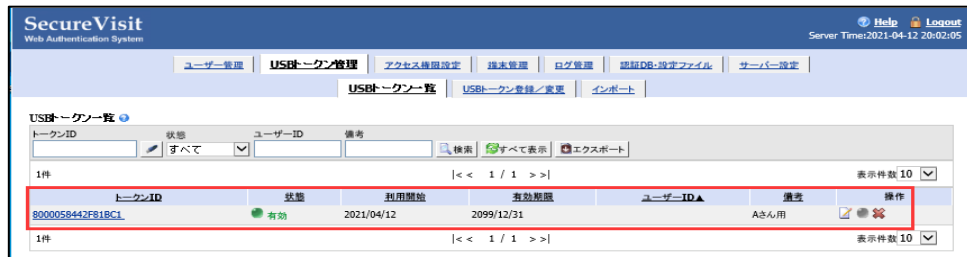 SecureVisit
Web Authentication System
Help Logout
Server Time:2021-04-12 20:02:05
ユーザー管理 USBトークン管理 アクセス権限設定 端末管理 ログ管理 認証DB・設定ファイル サーバー設定
USBトークン一覧 USBトークン登録／変更 インポート
USBトークン一覧
トークンID 状態 ユーザーID 備考
すべて 検索 すべて表示 エクスポート
1件 |<< 1 / 1 >>| 表示件数 10
トークンID 状態 利用開始 有効期限 ユーザーID▲ 備考 操作
8000058442F81BC1 有効 2021/04/12 2099/12/31 Aさん用
1件 |<< 1 / 1 >>| 表示件数 10